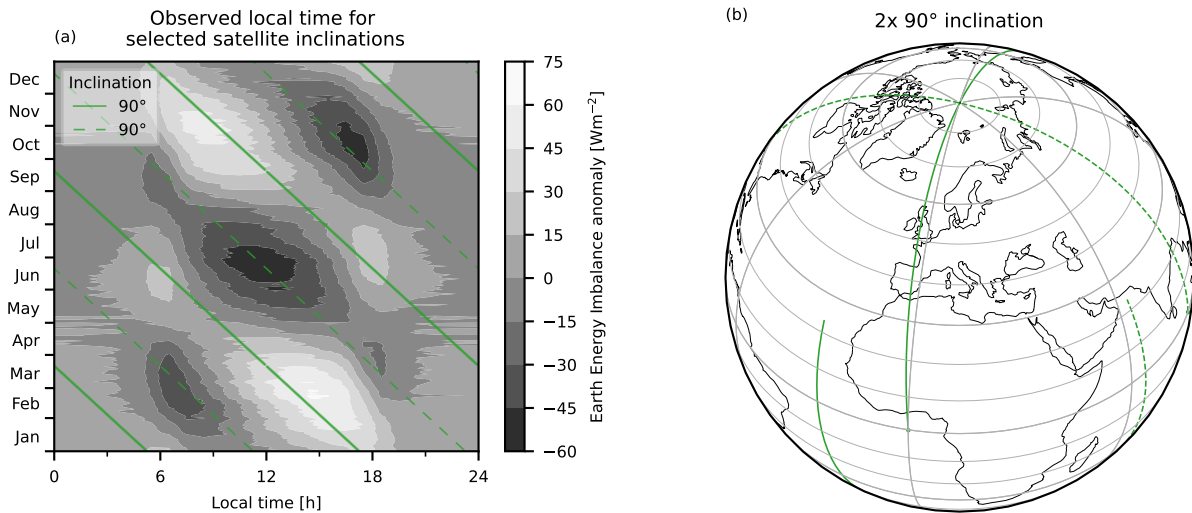 (a)
Observed local time for
selected satellite inclinations
Inclination
90°
90°
Dec
Nov
Oct
Sep
Aug
Jul
Jun
May
Apr
Mar
Feb
Jan
0
6
12
18
24
Local time [h]
75
60
45
30
15
0
−15
−30
−45
−60
Earth Energy Imbalance anomaly [Wm⁻²]
(b)
2x 90° inclination